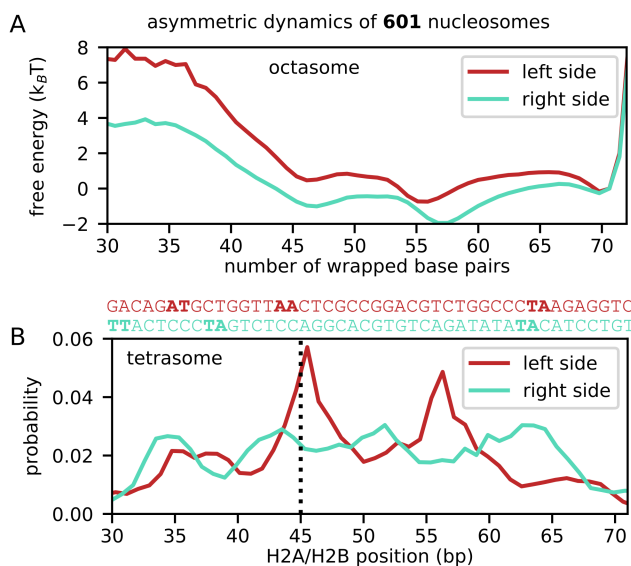 asymmetric dynamics of 601 nucleosomes
A
free energy (kBT)
8
6
4
2
0
−2
octasome
left side
right side
30 35 40 45 50 55 60 65 70
number of wrapped base pairs
GACAGATGCTGGTTAACTCGCCGGACGTCTGGCCCTAAGAGGTC
TTACTCCCTAGTCTCCAGGCACGTGTCAGATATATACATCCTGT
B
probability
0.06
0.04
0.02
0.00
tetrasome
left side
right side
30 35 40 45 50 55 60 65 70
H2A/H2B position (bp)